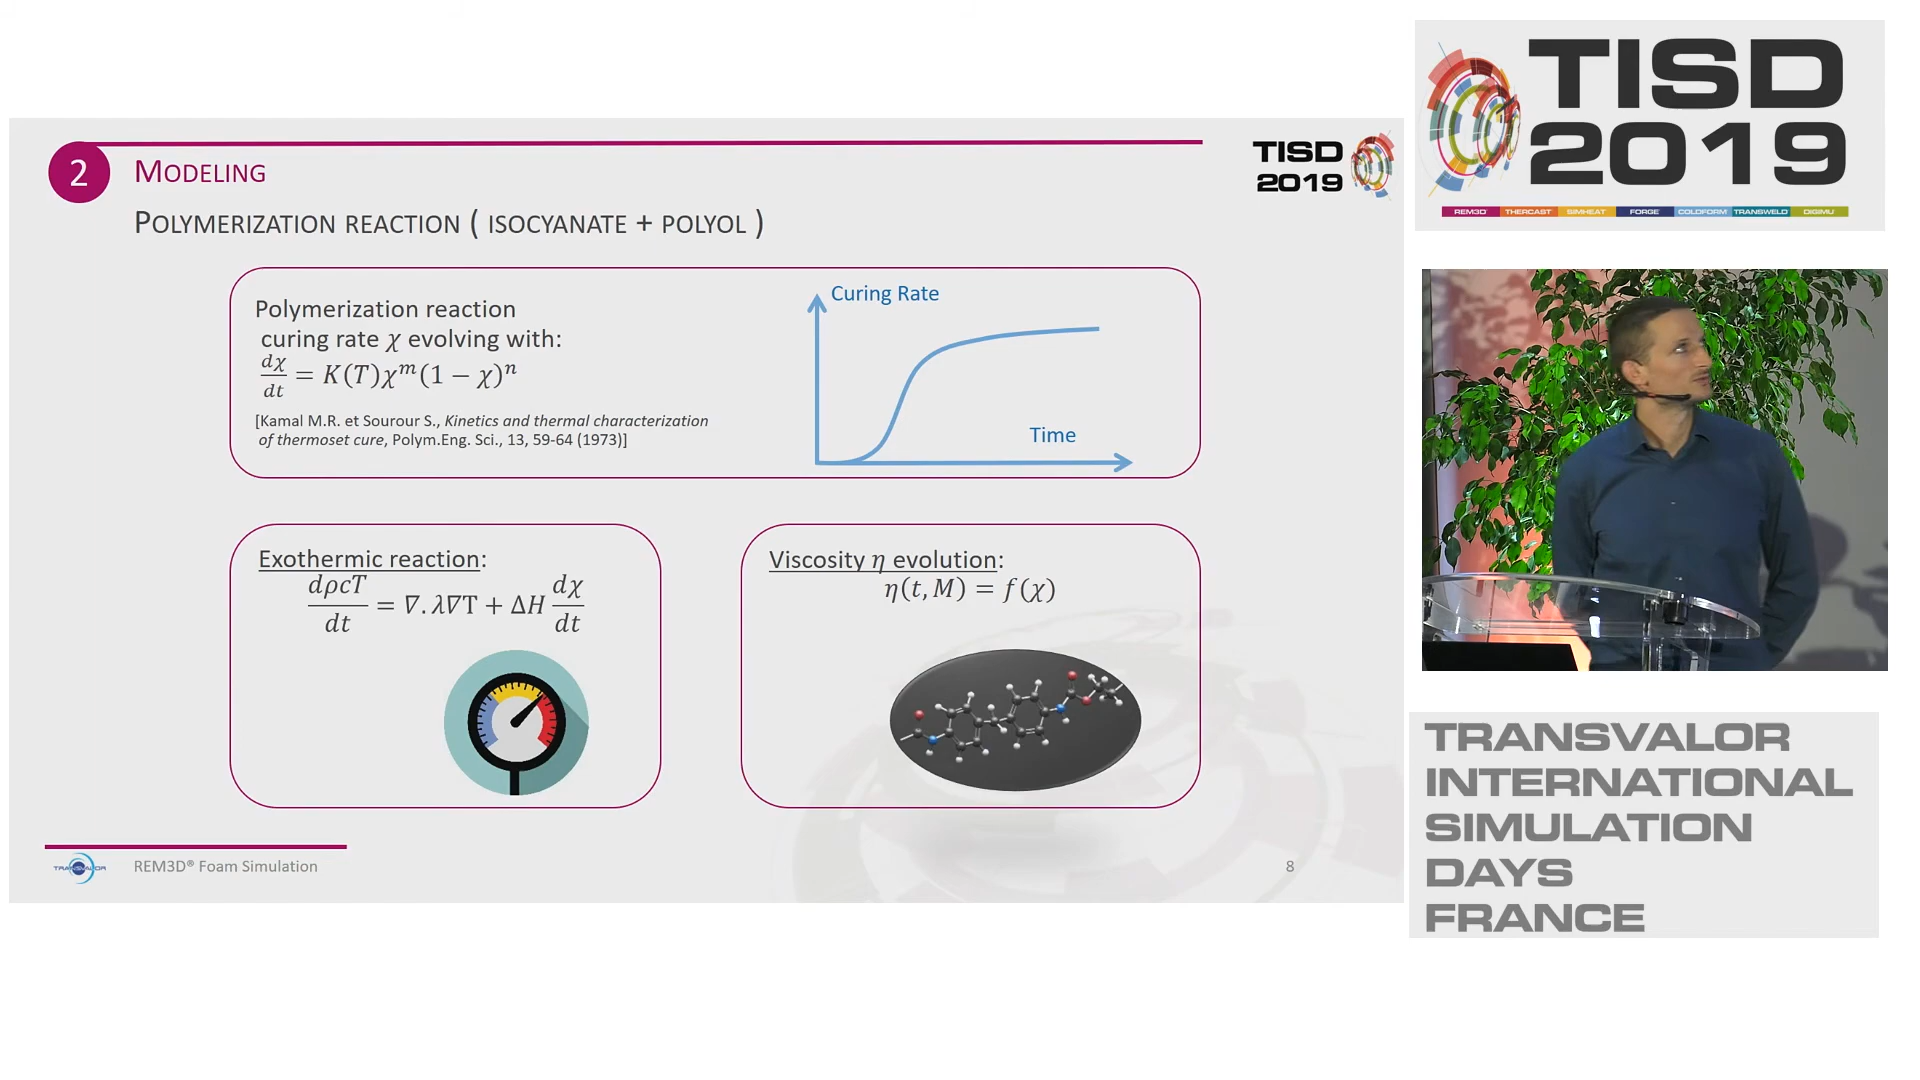 2
MODELING
POLYMERIZATION REACTION ( ISOCYANATE + POLYOL )
TISD
2019
Polymerization reaction
curing rate χ evolving with:
dχ/dt = K(T)χ^m(1 − χ)^n
[Kamal M.R. et Sourour S., Kinetics and thermal characterization
of thermoset cure, Polym.Eng. Sci., 13, 59-64 (1973)]
Curing Rate
Time
Exothermic reaction:
dρcT/dt = ∇.λ∇T + ΔH dχ/dt
Viscosity η evolution:
η(t, M) = f(χ)
TRANSVALOR
REM3D® Foam Simulation
8
TISD
2019
REM3D® THERCAST SIMHEAT FORGE® COLDFORM TRANSWELD DIGIMU
TRANSVALOR
INTERNATIONAL
SIMULATION
DAYS
FRANCE